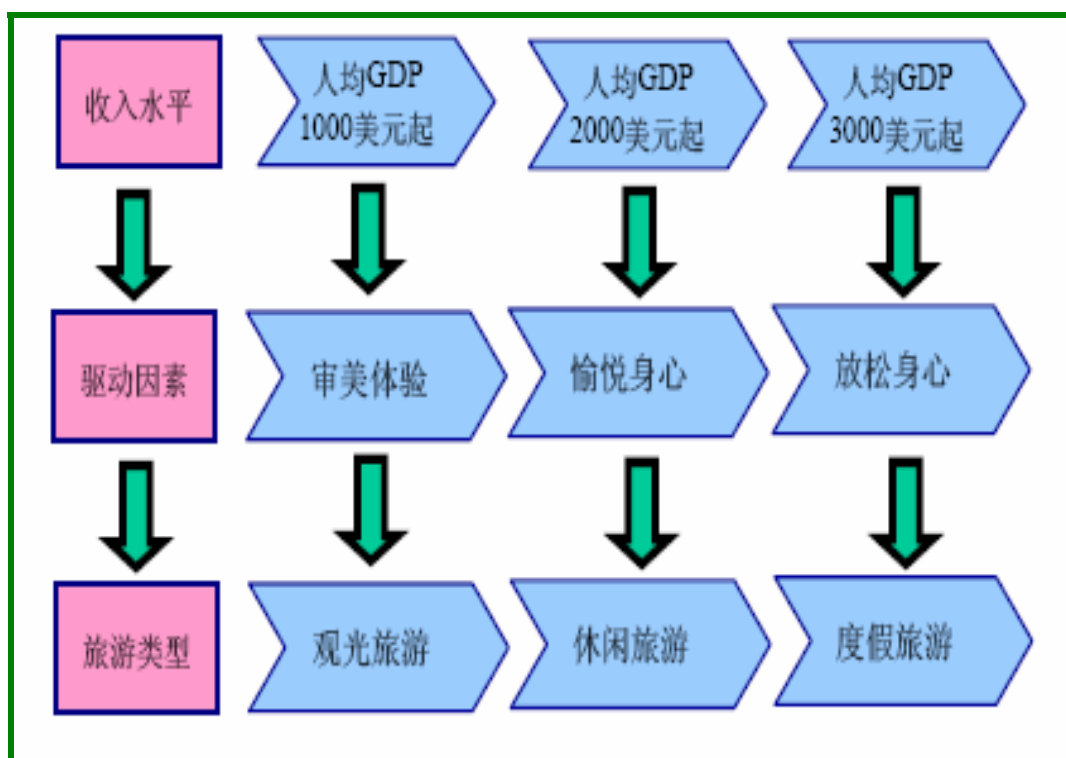 收入水平
人均GDP
1000美元起
人均GDP
2000美元起
人均GDP
3000美元起
驱动因素
审美体验
愉悦身心
放松身心
旅游类型
观光旅游
休闲旅游
度假旅游